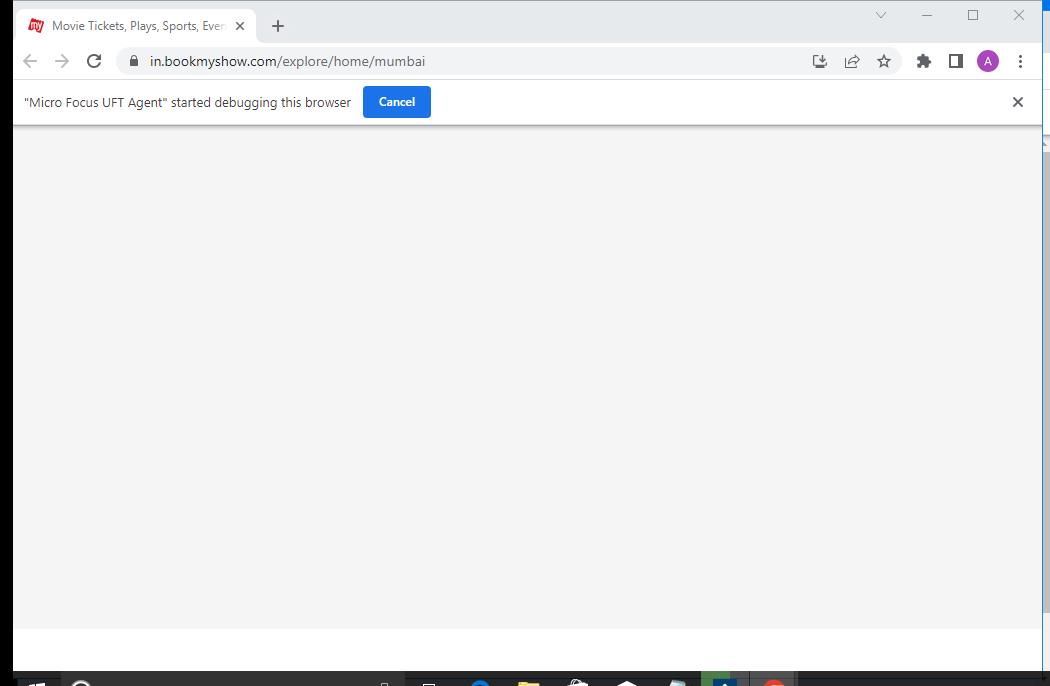 my Movie Tickets, Plays, Sports, Even
in.bookmyshow.com/explore/home/mumbai
A
"Micro Focus UFT Agent" started debugging this browser
Cancel